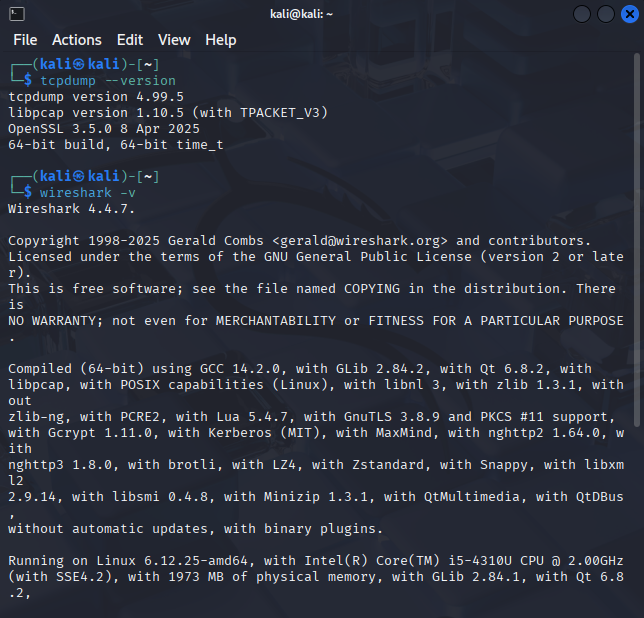 kali@kali: ~
File Actions Edit View Help
┌──(kali㉿kali)-[~]
└─$ tcpdump --version
tcpdump version 4.99.5
libpcap version 1.10.5 (with TPACKET_V3)
OpenSSL 3.5.0 8 Apr 2025
64-bit build, 64-bit time_t
┌──(kali㉿kali)-[~]
└─$ wireshark -v
Wireshark 4.4.7.
Copyright 1998-2025 Gerald Combs <gerald@wireshark.org> and contributors.
Licensed under the terms of the GNU General Public License (version 2 or late
r).
This is free software; see the file named COPYING in the distribution. There
is
NO WARRANTY; not even for MERCHANTABILITY or FITNESS FOR A PARTICULAR PURPOSE
.
Compiled (64-bit) using GCC 14.2.0, with GLib 2.84.2, with Qt 6.8.2, with
libpcap, with POSIX capabilities (Linux), with libnl 3, with zlib 1.3.1, with
out
zlib-ng, with PCRE2, with Lua 5.4.7, with GnuTLS 3.8.9 and PKCS #11 support,
with Gcrypt 1.11.0, with Kerberos (MIT), with MaxMind, with nghttp2 1.64.0, w
ith
nghttp3 1.8.0, with brotli, with LZ4, with Zstandard, with Snappy, with libxm
l2
2.9.14, with libsmi 0.4.8, with Minizip 1.3.1, with QtMultimedia, with QtDBus
,
without automatic updates, with binary plugins.
Running on Linux 6.12.25-amd64, with Intel(R) Core(TM) i5-4310U CPU @ 2.00GHz
(with SSE4.2), with 1973 MB of physical memory, with GLib 2.84.1, with Qt 6.8
.2,